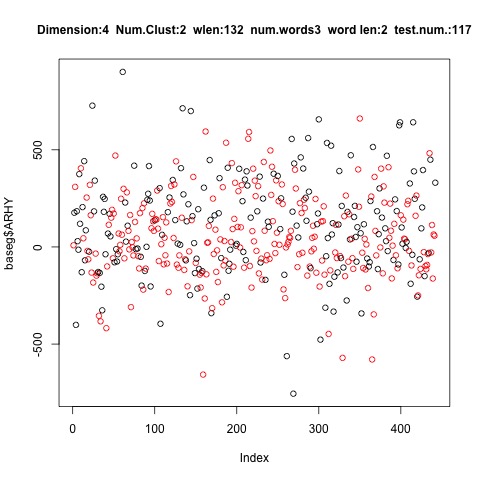 Dimension:4 Num.Clust:2 wlen:132 num.words3 word len:2 test.num.:117
500
0
-500
baseg$ARHY
0 100 200 300 400
Index